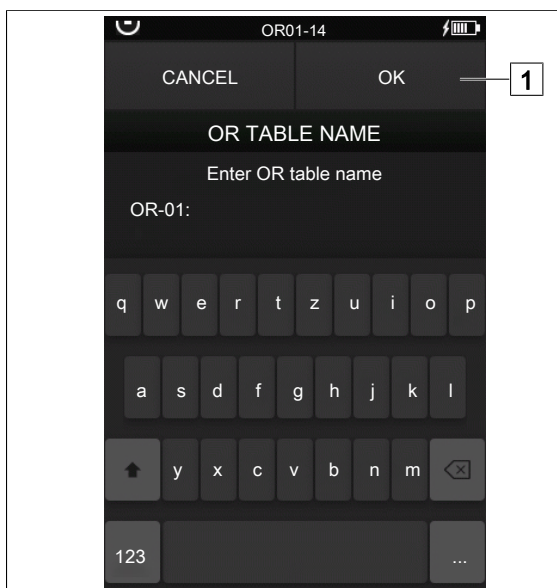 OR01-14
CANCEL OK 1
OR TABLE NAME
Enter OR table name
OR-01:
q w e r t z u i o p
a s d f g h j k l
y x c v b n m
123 ...